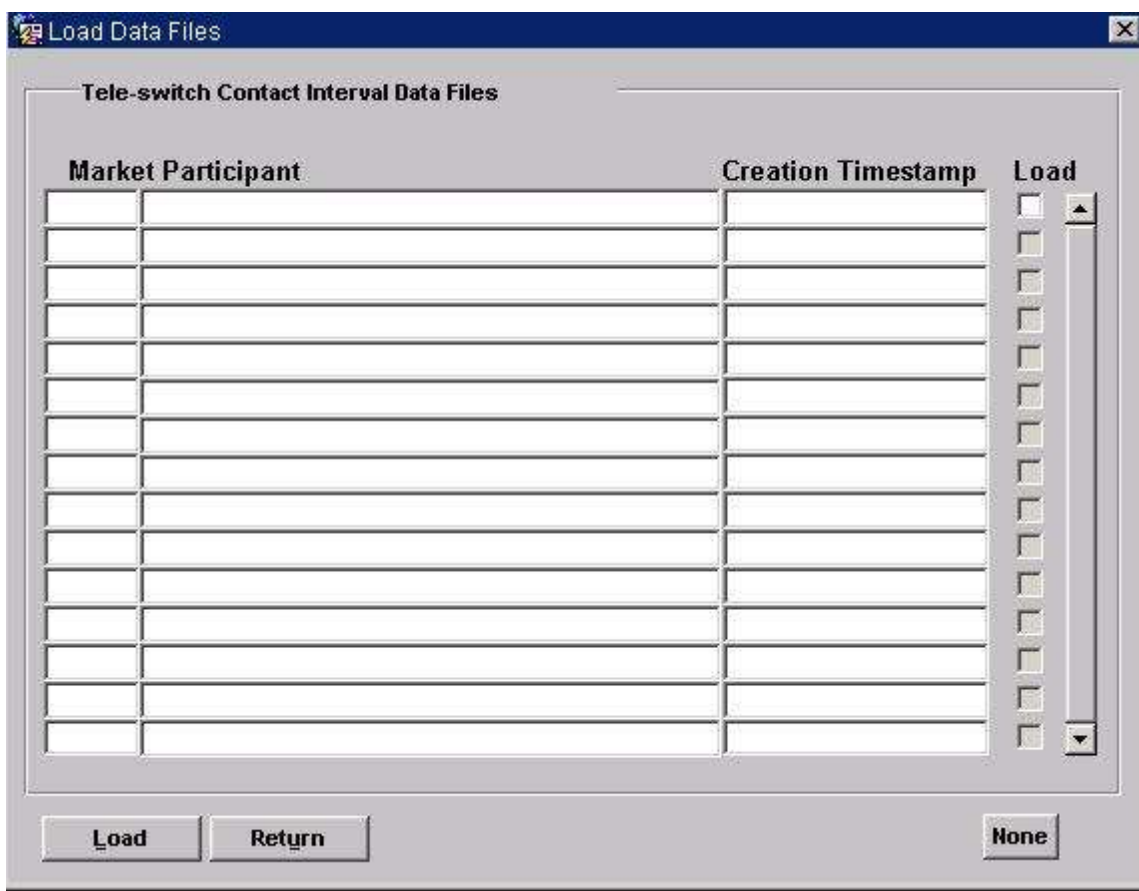 Load Data Files
Tele-switch Contact Interval Data Files
Market Participant Creation Timestamp Load
Load Return None